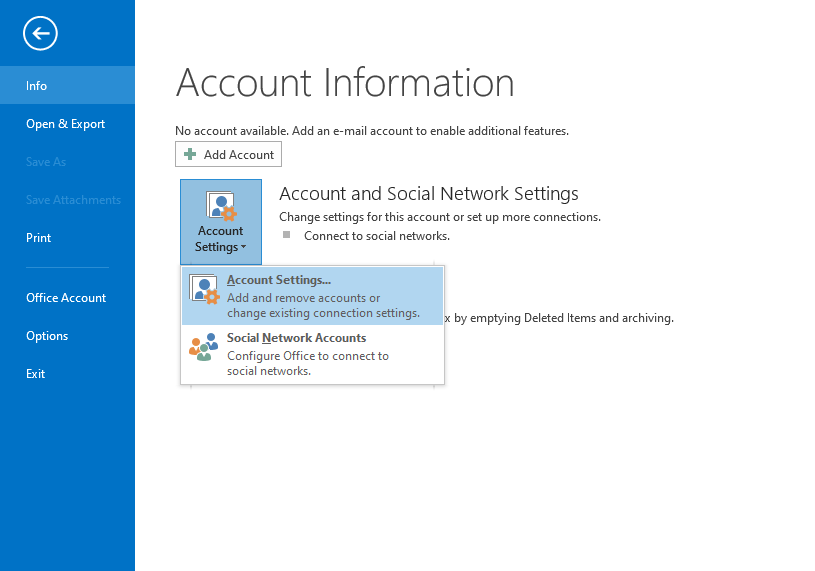 Info
Open & Export
Save As
Save Attachments
Print
Office Account
Options
Exit
Account Information
No account available. Add an e-mail account to enable additional features.
Add Account
Account
Settings
Account and Social Network Settings
Change settings for this account or set up more connections.
Connect to social networks.
Account Settings...
Add and remove accounts or
change existing connection settings.
Social Network Accounts
Configure Office to connect to
social networks.
by emptying Deleted Items and archiving.